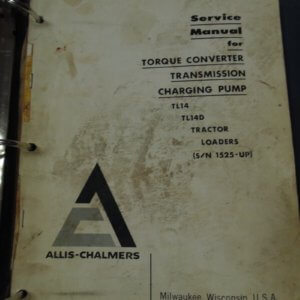 Service
Manual
for
TORQUE CONVERTER
TRANSMISSION
CHARGING PUMP
TL14
TL14D
TRACTOR
LOADERS
(S/N 1525-UP)
ALLIS-CHALMERS
Milwaukee, Wisconsin, U.S.A.